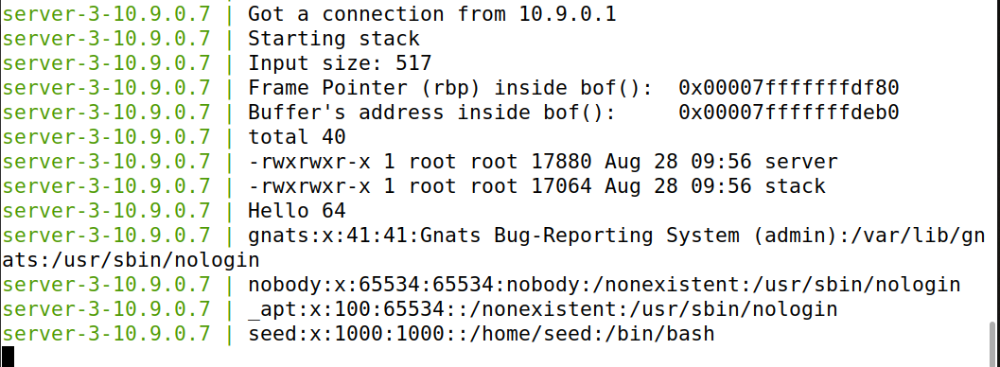 server-3-10.9.0.7 | Got a connection from 10.9.0.1
server-3-10.9.0.7 | Starting stack
server-3-10.9.0.7 | Input size: 517
server-3-10.9.0.7 | Frame Pointer (rbp) inside bof():  0x00007fffffffdf80
server-3-10.9.0.7 | Buffer's address inside bof():     0x00007fffffffdeb0
server-3-10.9.0.7 | total 40
server-3-10.9.0.7 | -rwxrwxr-x 1 root root 17880 Aug 28 09:56 server
server-3-10.9.0.7 | -rwxrwxr-x 1 root root 17064 Aug 28 09:56 stack
server-3-10.9.0.7 | Hello 64
server-3-10.9.0.7 | gnats:x:41:41:Gnats Bug-Reporting System (admin):/var/lib/gn
ats:/usr/sbin/nologin
server-3-10.9.0.7 | nobody:x:65534:65534:nobody:/nonexistent:/usr/sbin/nologin
server-3-10.9.0.7 | _apt:x:100:65534::/nonexistent:/usr/sbin/nologin
server-3-10.9.0.7 | seed:x:1000:1000::/home/seed:/bin/bash